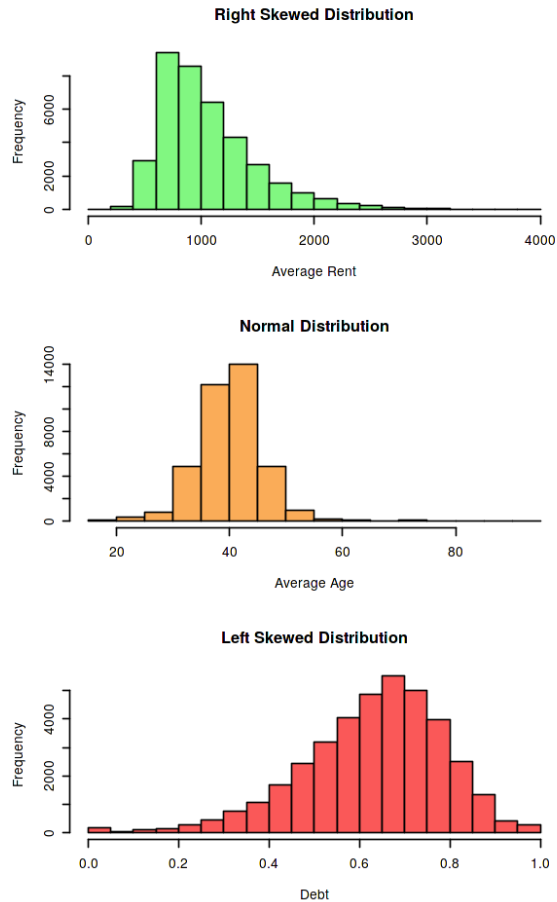 Right Skewed Distribution
Frequency
6000
2000
0
0 1000 2000 3000 4000
Average Rent
Normal Distribution
Frequency
14000
8000
4000
0
20 40 60 80
Average Age
Left Skewed Distribution
Frequency
4000
2000
0
0.0 0.2 0.4 0.6 0.8 1.0
Debt